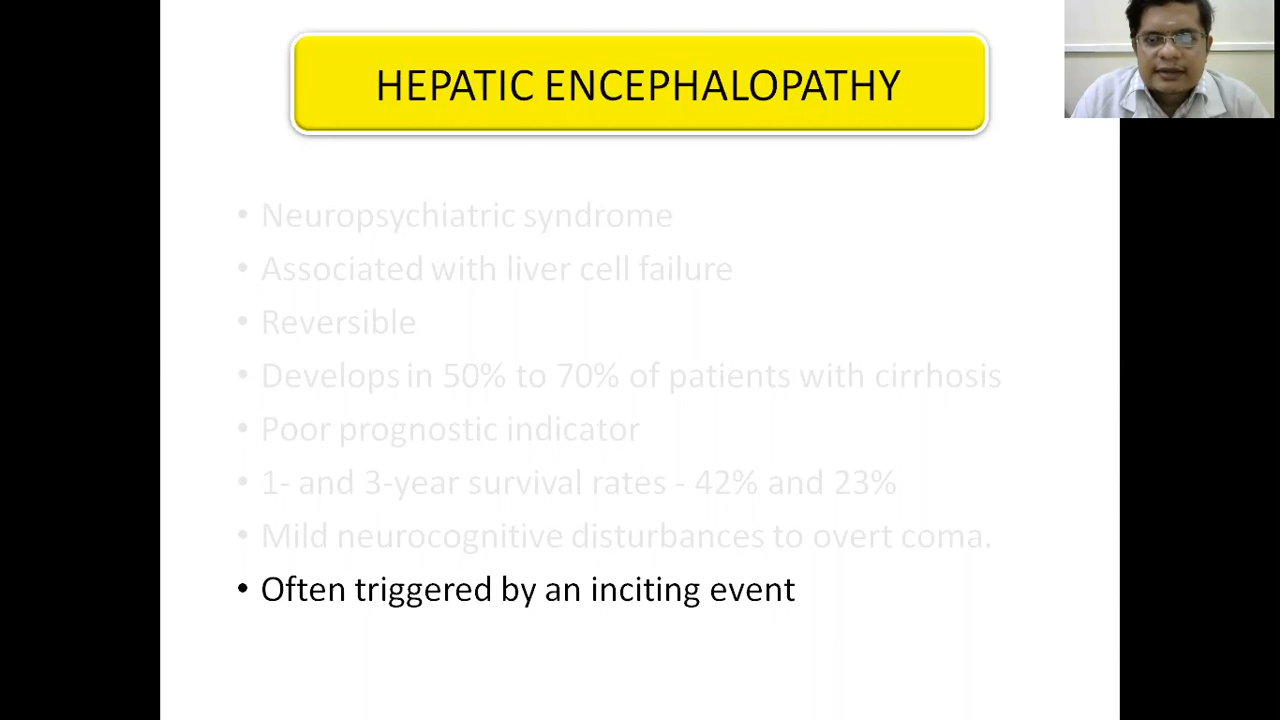 HEPATIC ENCEPHALOPATHY
• Neuropsychiatric syndrome
• Associated with liver cell failure
• Reversible
• Develops in 50% to 70% of patients with cirrhosis
• Poor prognostic indicator
• 1- and 3-year survival rates - 42% and 23%
• Mild neurocognitive disturbances to overt coma.
• Often triggered by an inciting event